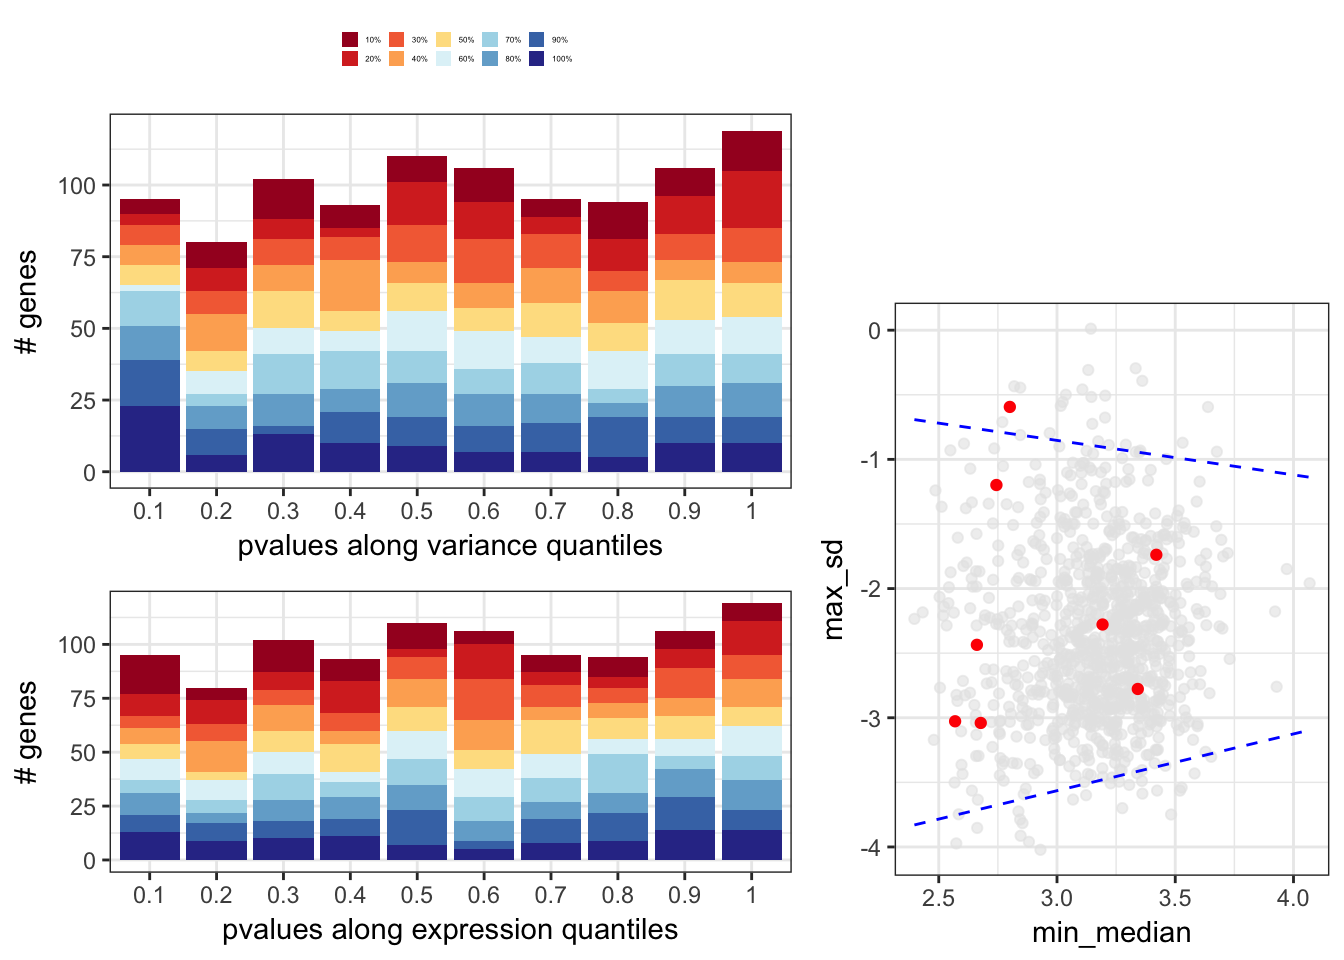 10% 30% 50% 70% 90%
20% 40% 60% 80% 100%
# genes
100
75
50
25
0
0.1 0.2 0.3 0.4 0.5 0.6 0.7 0.8 0.9 1
pvalues along variance quantiles
# genes
100
75
50
25
0
0.1 0.2 0.3 0.4 0.5 0.6 0.7 0.8 0.9 1
pvalues along expression quantiles
max_sd
0
-1
-2
-3
-4
2.5 3.0 3.5 4.0
min_median